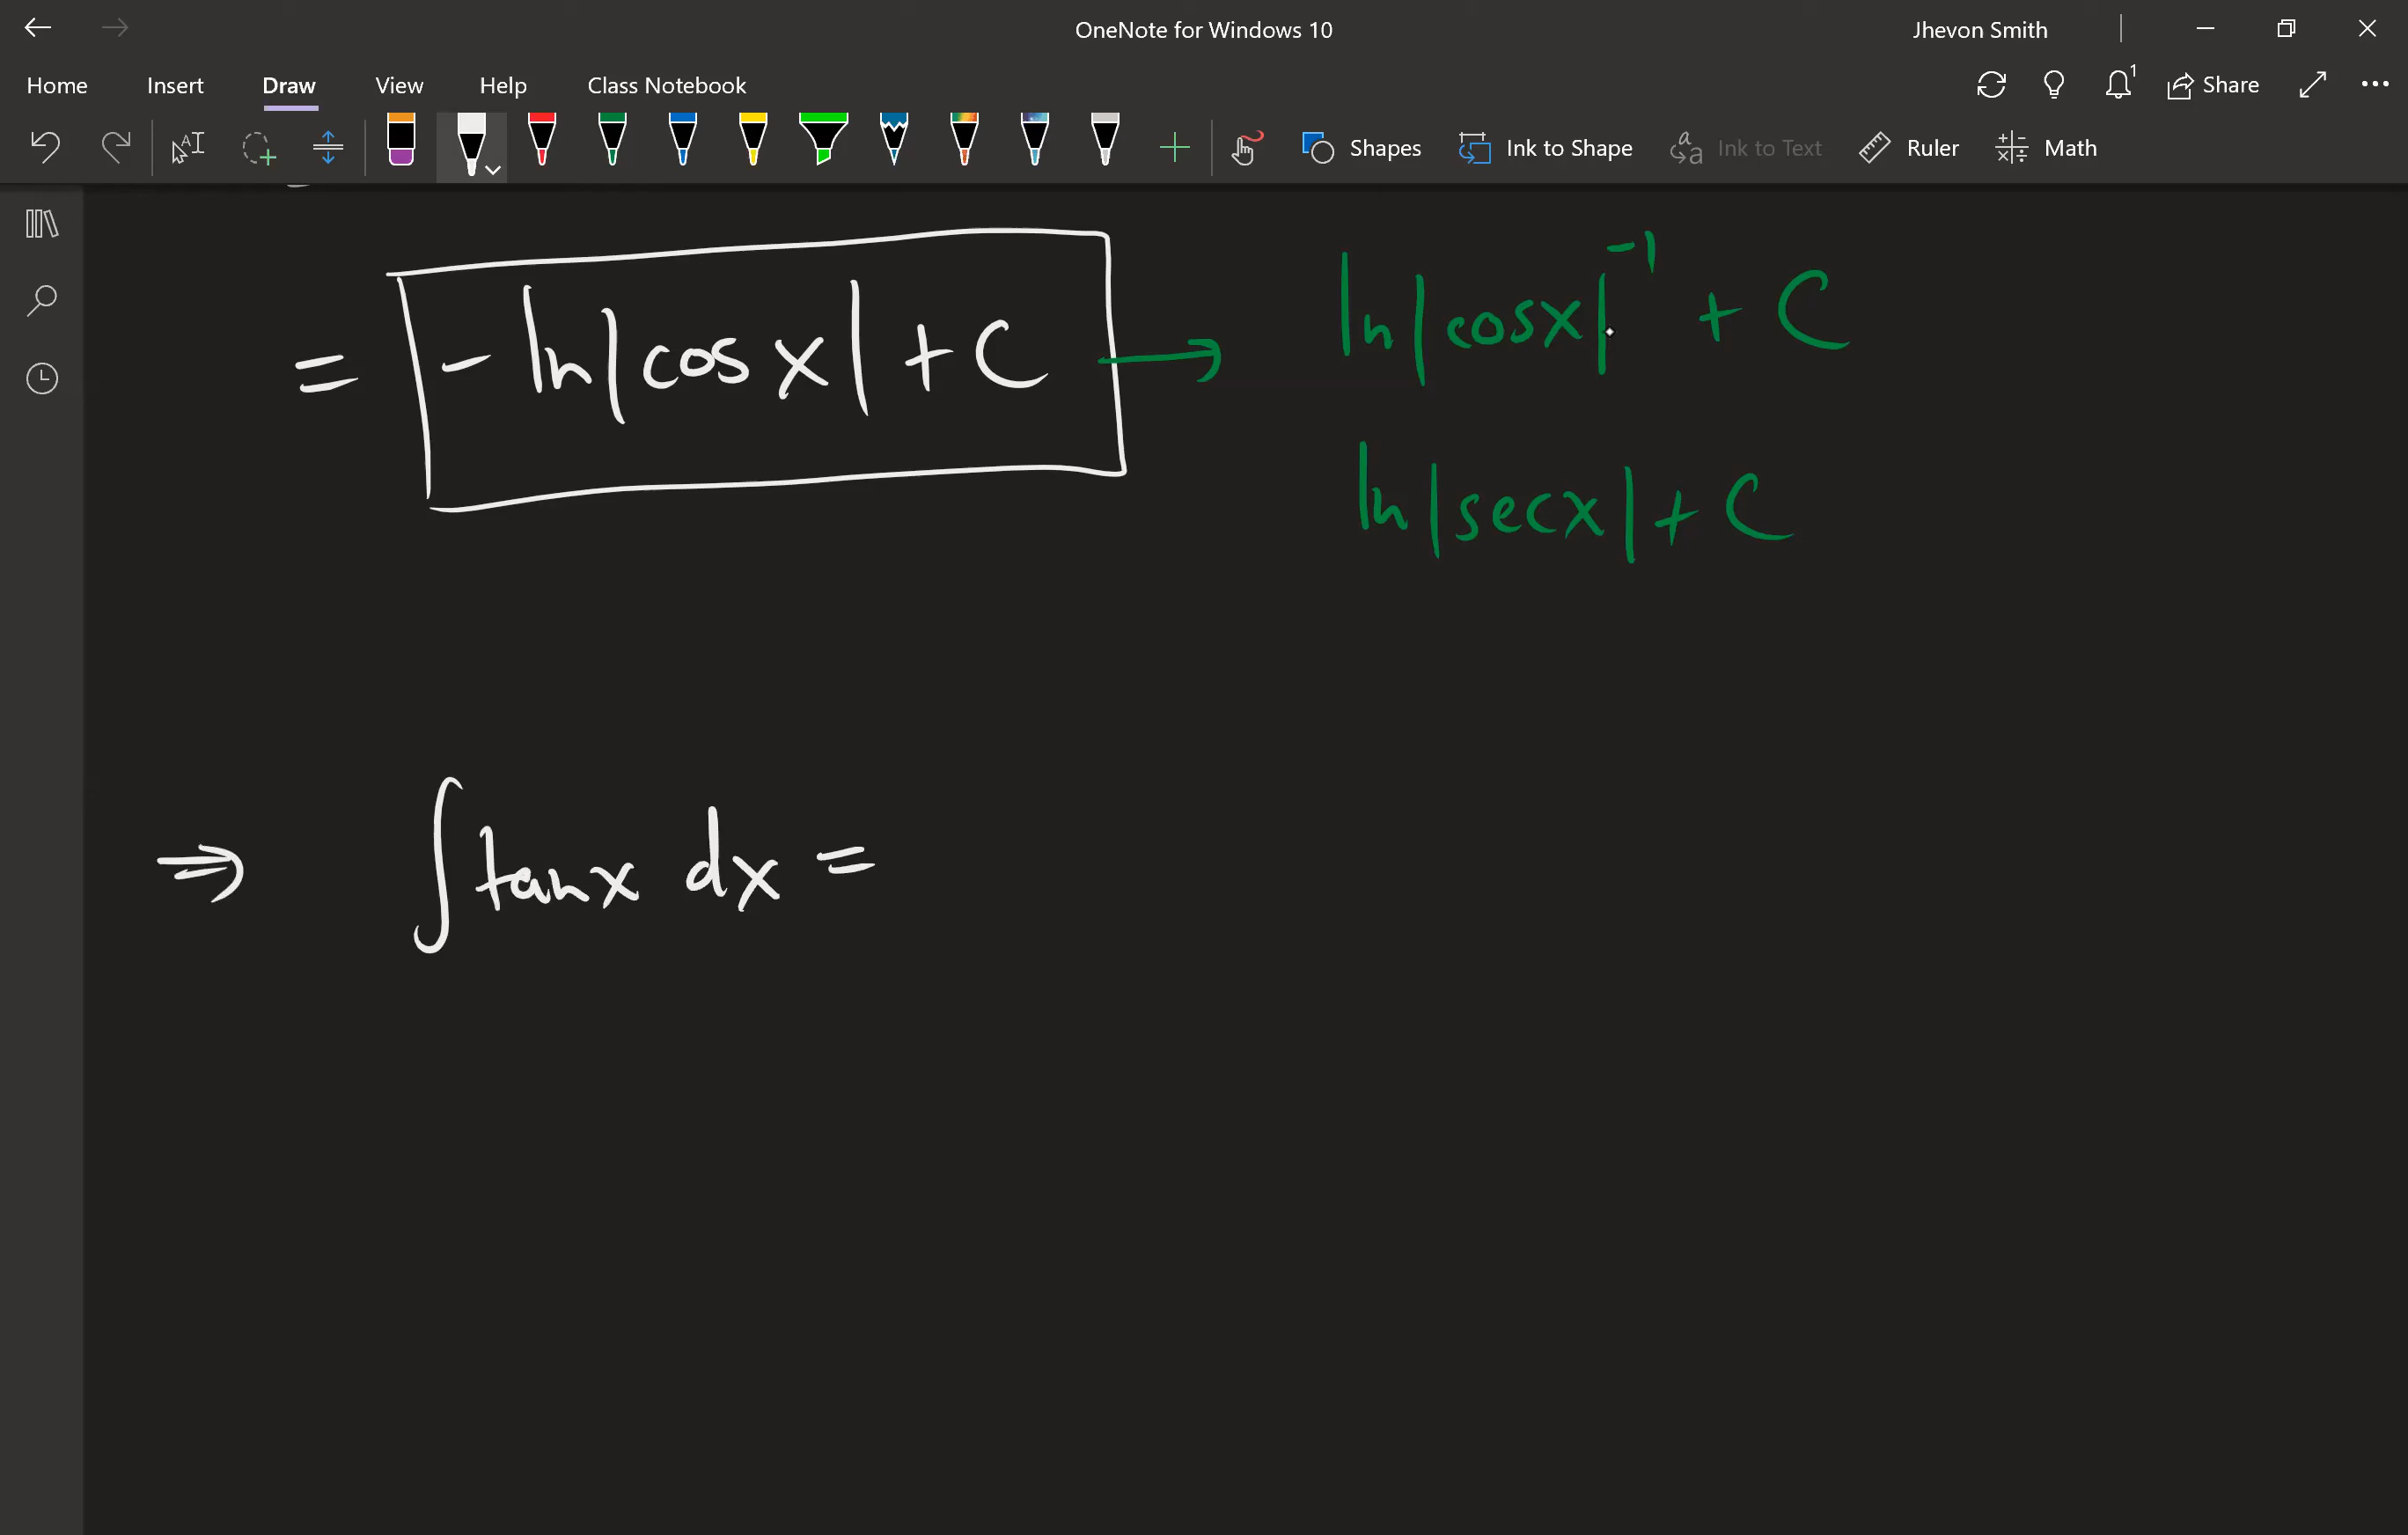 OneNote for Windows 10
Jhevon Smith
Home Insert Draw View Help Class Notebook
1 Share
Shapes Ink to Shape Ink to Text Ruler Math
= -ln|cos x| + C → ln|cosx|⁻¹ + C
ln|secx| + C
⇒ ∫tanx dx =